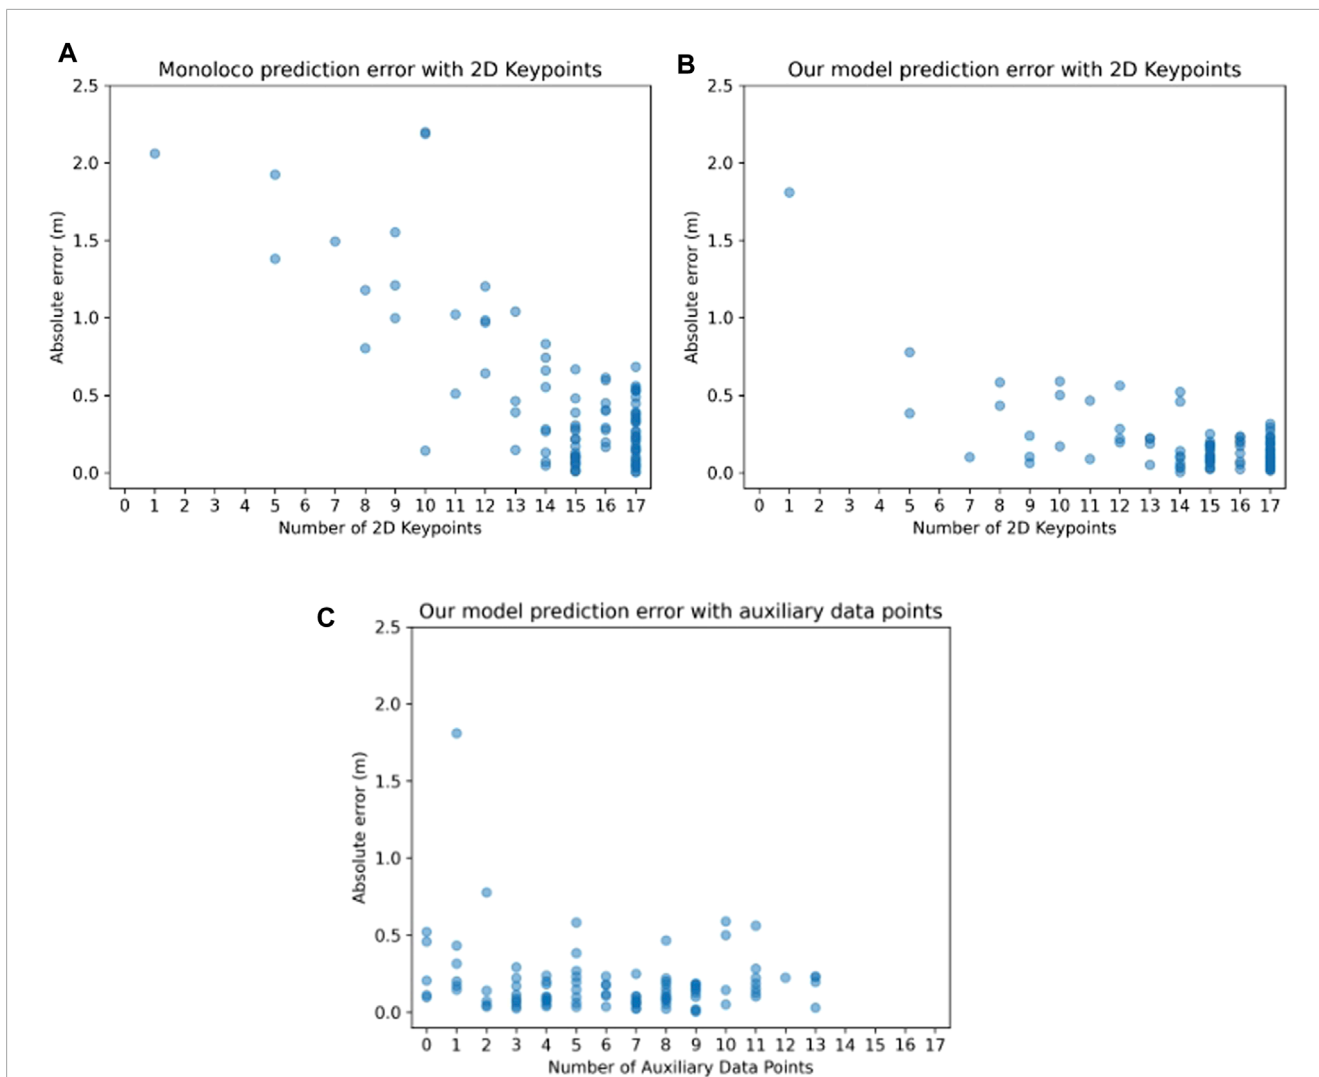 A
Monoloco prediction error with 2D Keypoints
2.5
2.0
1.5
1.0
0.5
0.0
Absolute error (m)
0 1 2 3 4 5 6 7 8 9 10 11 12 13 14 15 16 17
Number of 2D Keypoints
B
Our model prediction error with 2D Keypoints
2.5
2.0
1.5
1.0
0.5
0.0
Absolute error (m)
0 1 2 3 4 5 6 7 8 9 10 11 12 13 14 15 16 17
Number of 2D Keypoints
C
Our model prediction error with auxiliary data points
2.5
2.0
1.5
1.0
0.5
0.0
Absolute error (m)
0 1 2 3 4 5 6 7 8 9 10 11 12 13 14 15 16 17
Number of Auxiliary Data Points